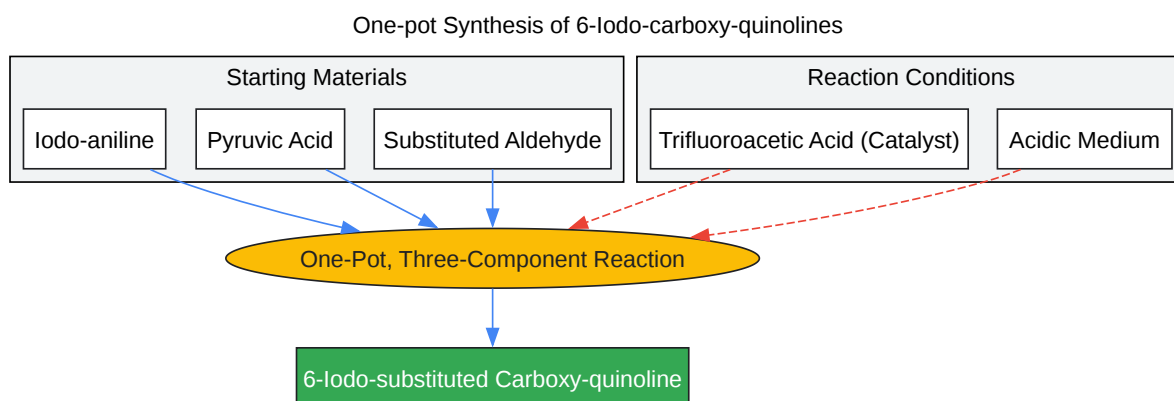 One-pot Synthesis of 6-Iodo-carboxy-quinolines
Starting Materials
Reaction Conditions
Iodo-aniline
Pyruvic Acid
Substituted Aldehyde
Trifluoroacetic Acid (Catalyst)
Acidic Medium
One-Pot, Three-Component Reaction
6-Iodo-substituted Carboxy-quinoline